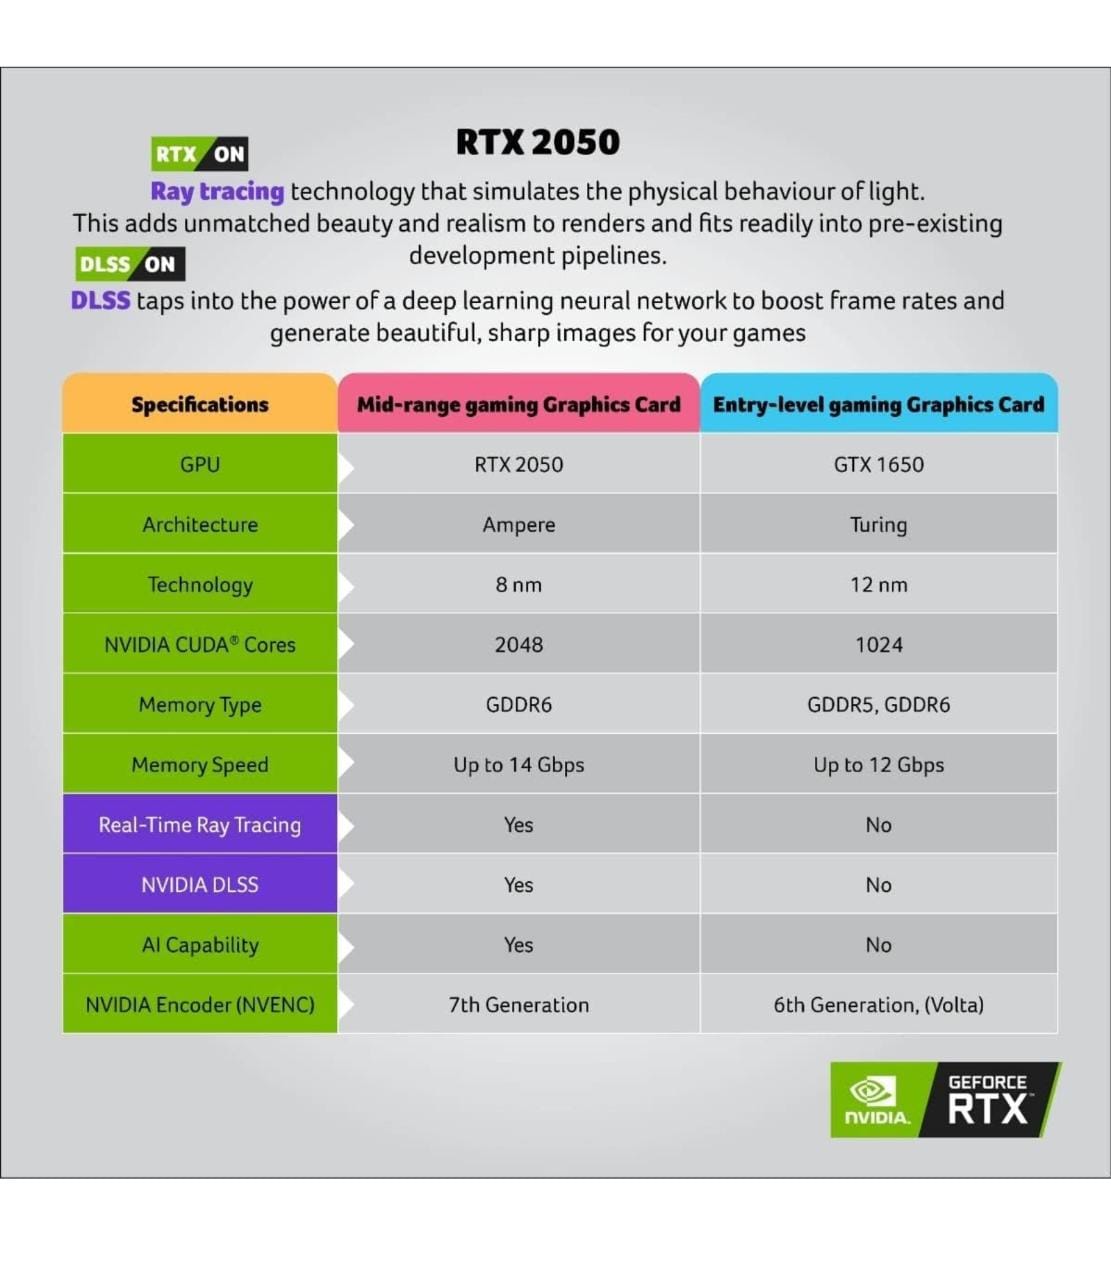 RTX 2050
RTX ON
Ray tracing technology that simulates the physical behaviour of light.
This adds unmatched beauty and realism to renders and fits readily into pre-existing
development pipelines.
DLSS ON
DLSS taps into the power of a deep learning neural network to boost frame rates and
generate beautiful, sharp images for your games
Specifications Mid-range gaming Graphics Card Entry-level gaming Graphics Card
GPU RTX 2050 GTX 1650
Architecture Ampere Turing
Technology 8 nm 12 nm
NVIDIA CUDA® Cores 2048 1024
Memory Type GDDR6 GDDR5, GDDR6
Memory Speed Up to 14 Gbps Up to 12 Gbps
Real-Time Ray Tracing Yes No
NVIDIA DLSS Yes No
AI Capability Yes No
NVIDIA Encoder (NVENC) 7th Generation 6th Generation, (Volta)
NVIDIA.
GEFORCE
RTX™